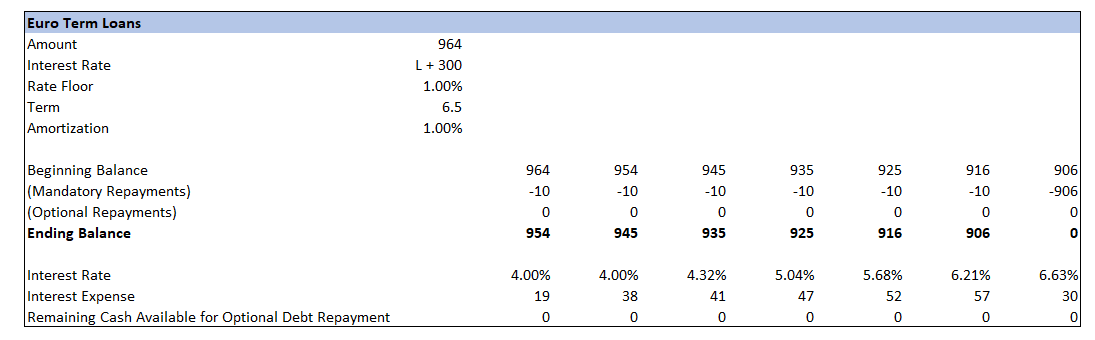 Euro Term Loans
Amount 964
Interest Rate L + 300
Rate Floor 1.00%
Term 6.5
Amortization 1.00%
Beginning Balance 964 954 945 935 925 916 906
(Mandatory Repayments) -10 -10 -10 -10 -10 -10 -906
(Optional Repayments) 0 0 0 0 0 0 0
Ending Balance 954 945 935 925 916 906 0
Interest Rate 4.00% 4.00% 4.32% 5.04% 5.68% 6.21% 6.63%
Interest Expense 19 38 41 47 52 57 30
Remaining Cash Available for Optional Debt Repayment 0 0 0 0 0 0 0